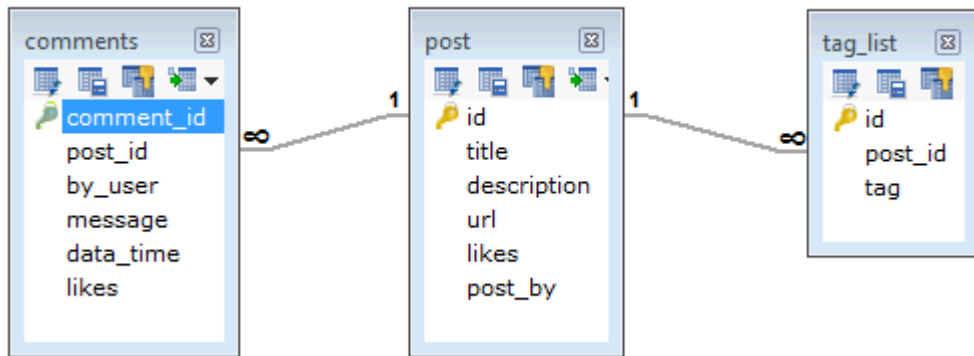 comments
comment_id
post_id
by_user
message
data_time
likes
∞
1
post
id
title
description
url
likes
post_by
1
∞
tag_list
id
post_id
tag